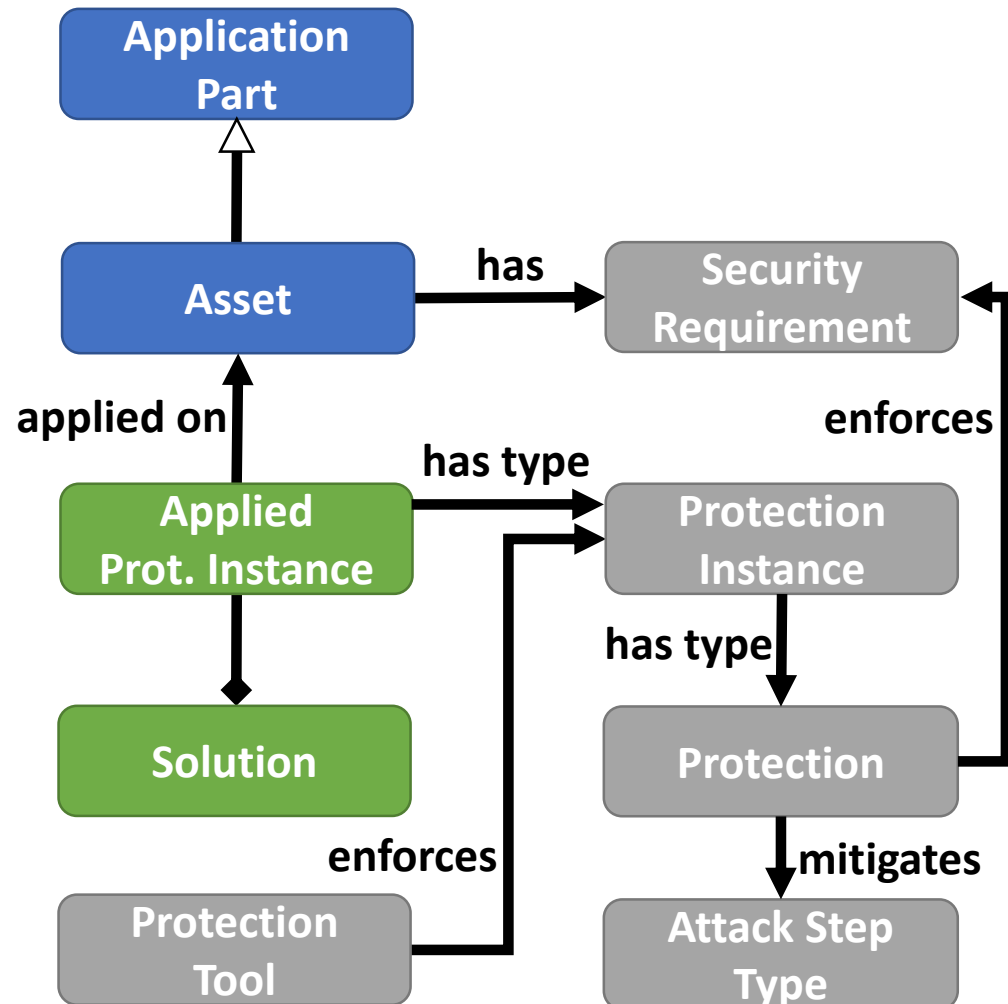 Application
Part
Asset
has
Security
Requirement
applied on
enforces
has type
Applied
Prot. Instance
Protection
Instance
has type
Solution
Protection
enforces
mitigates
Protection
Tool
Attack Step
Type